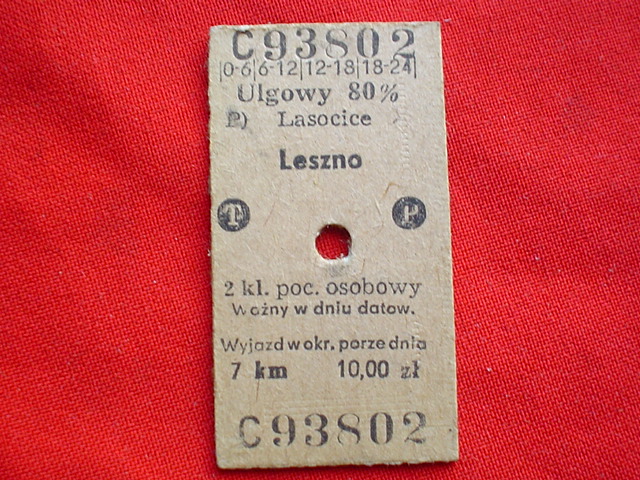 C93802
|0-6|6-12|12-18|18-24|
Ulgowy 80%
P) Lasocice
Leszno
T P
2 kl. poc. osobowy
Ważny w dniu datow.
Wyjazd w okr. porze dnia
7 km 10,00 zł
C93802